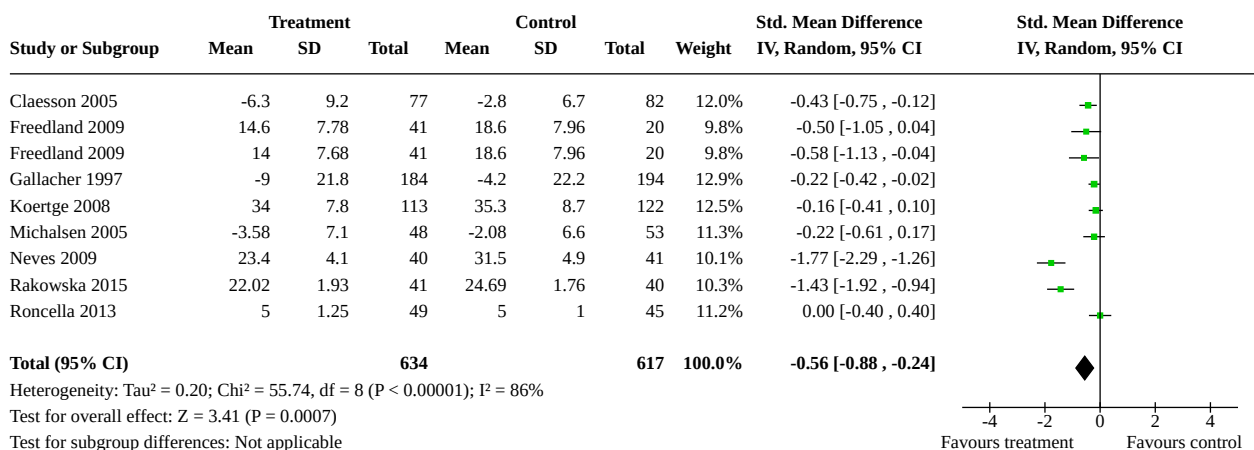 Treatment Control Std. Mean Difference Std. Mean Difference
Study or Subgroup Mean SD Total Mean SD Total Weight IV, Random, 95% CI IV, Random, 95% CI
Claesson 2005 -6.3 9.2 77 -2.8 6.7 82 12.0% -0.43 [-0.75 , -0.12]
Freedland 2009 14.6 7.78 41 18.6 7.96 20 9.8% -0.50 [-1.05 , 0.04]
Freedland 2009 14 7.68 41 18.6 7.96 20 9.8% -0.58 [-1.13 , -0.04]
Gallacher 1997 -9 21.8 184 -4.2 22.2 194 12.9% -0.22 [-0.42 , -0.02]
Koertge 2008 34 7.8 113 35.3 8.7 122 12.5% -0.16 [-0.41 , 0.10]
Michalsen 2005 -3.58 7.1 48 -2.08 6.6 53 11.3% -0.22 [-0.61 , 0.17]
Neves 2009 23.4 4.1 40 31.5 4.9 41 10.1% -1.77 [-2.29 , -1.26]
Rakowska 2015 22.02 1.93 41 24.69 1.76 40 10.3% -1.43 [-1.92 , -0.94]
Roncella 2013 5 1.25 49 5 1 45 11.2% 0.00 [-0.40 , 0.40]
Total (95% CI) 634 617 100.0% -0.56 [-0.88 , -0.24]
Heterogeneity: Tau² = 0.20; Chi² = 55.74, df = 8 (P < 0.00001); I² = 86%
Test for overall effect: Z = 3.41 (P = 0.0007)
-4 -2 0 2 4
Test for subgroup differences: Not applicable Favours treatment Favours control